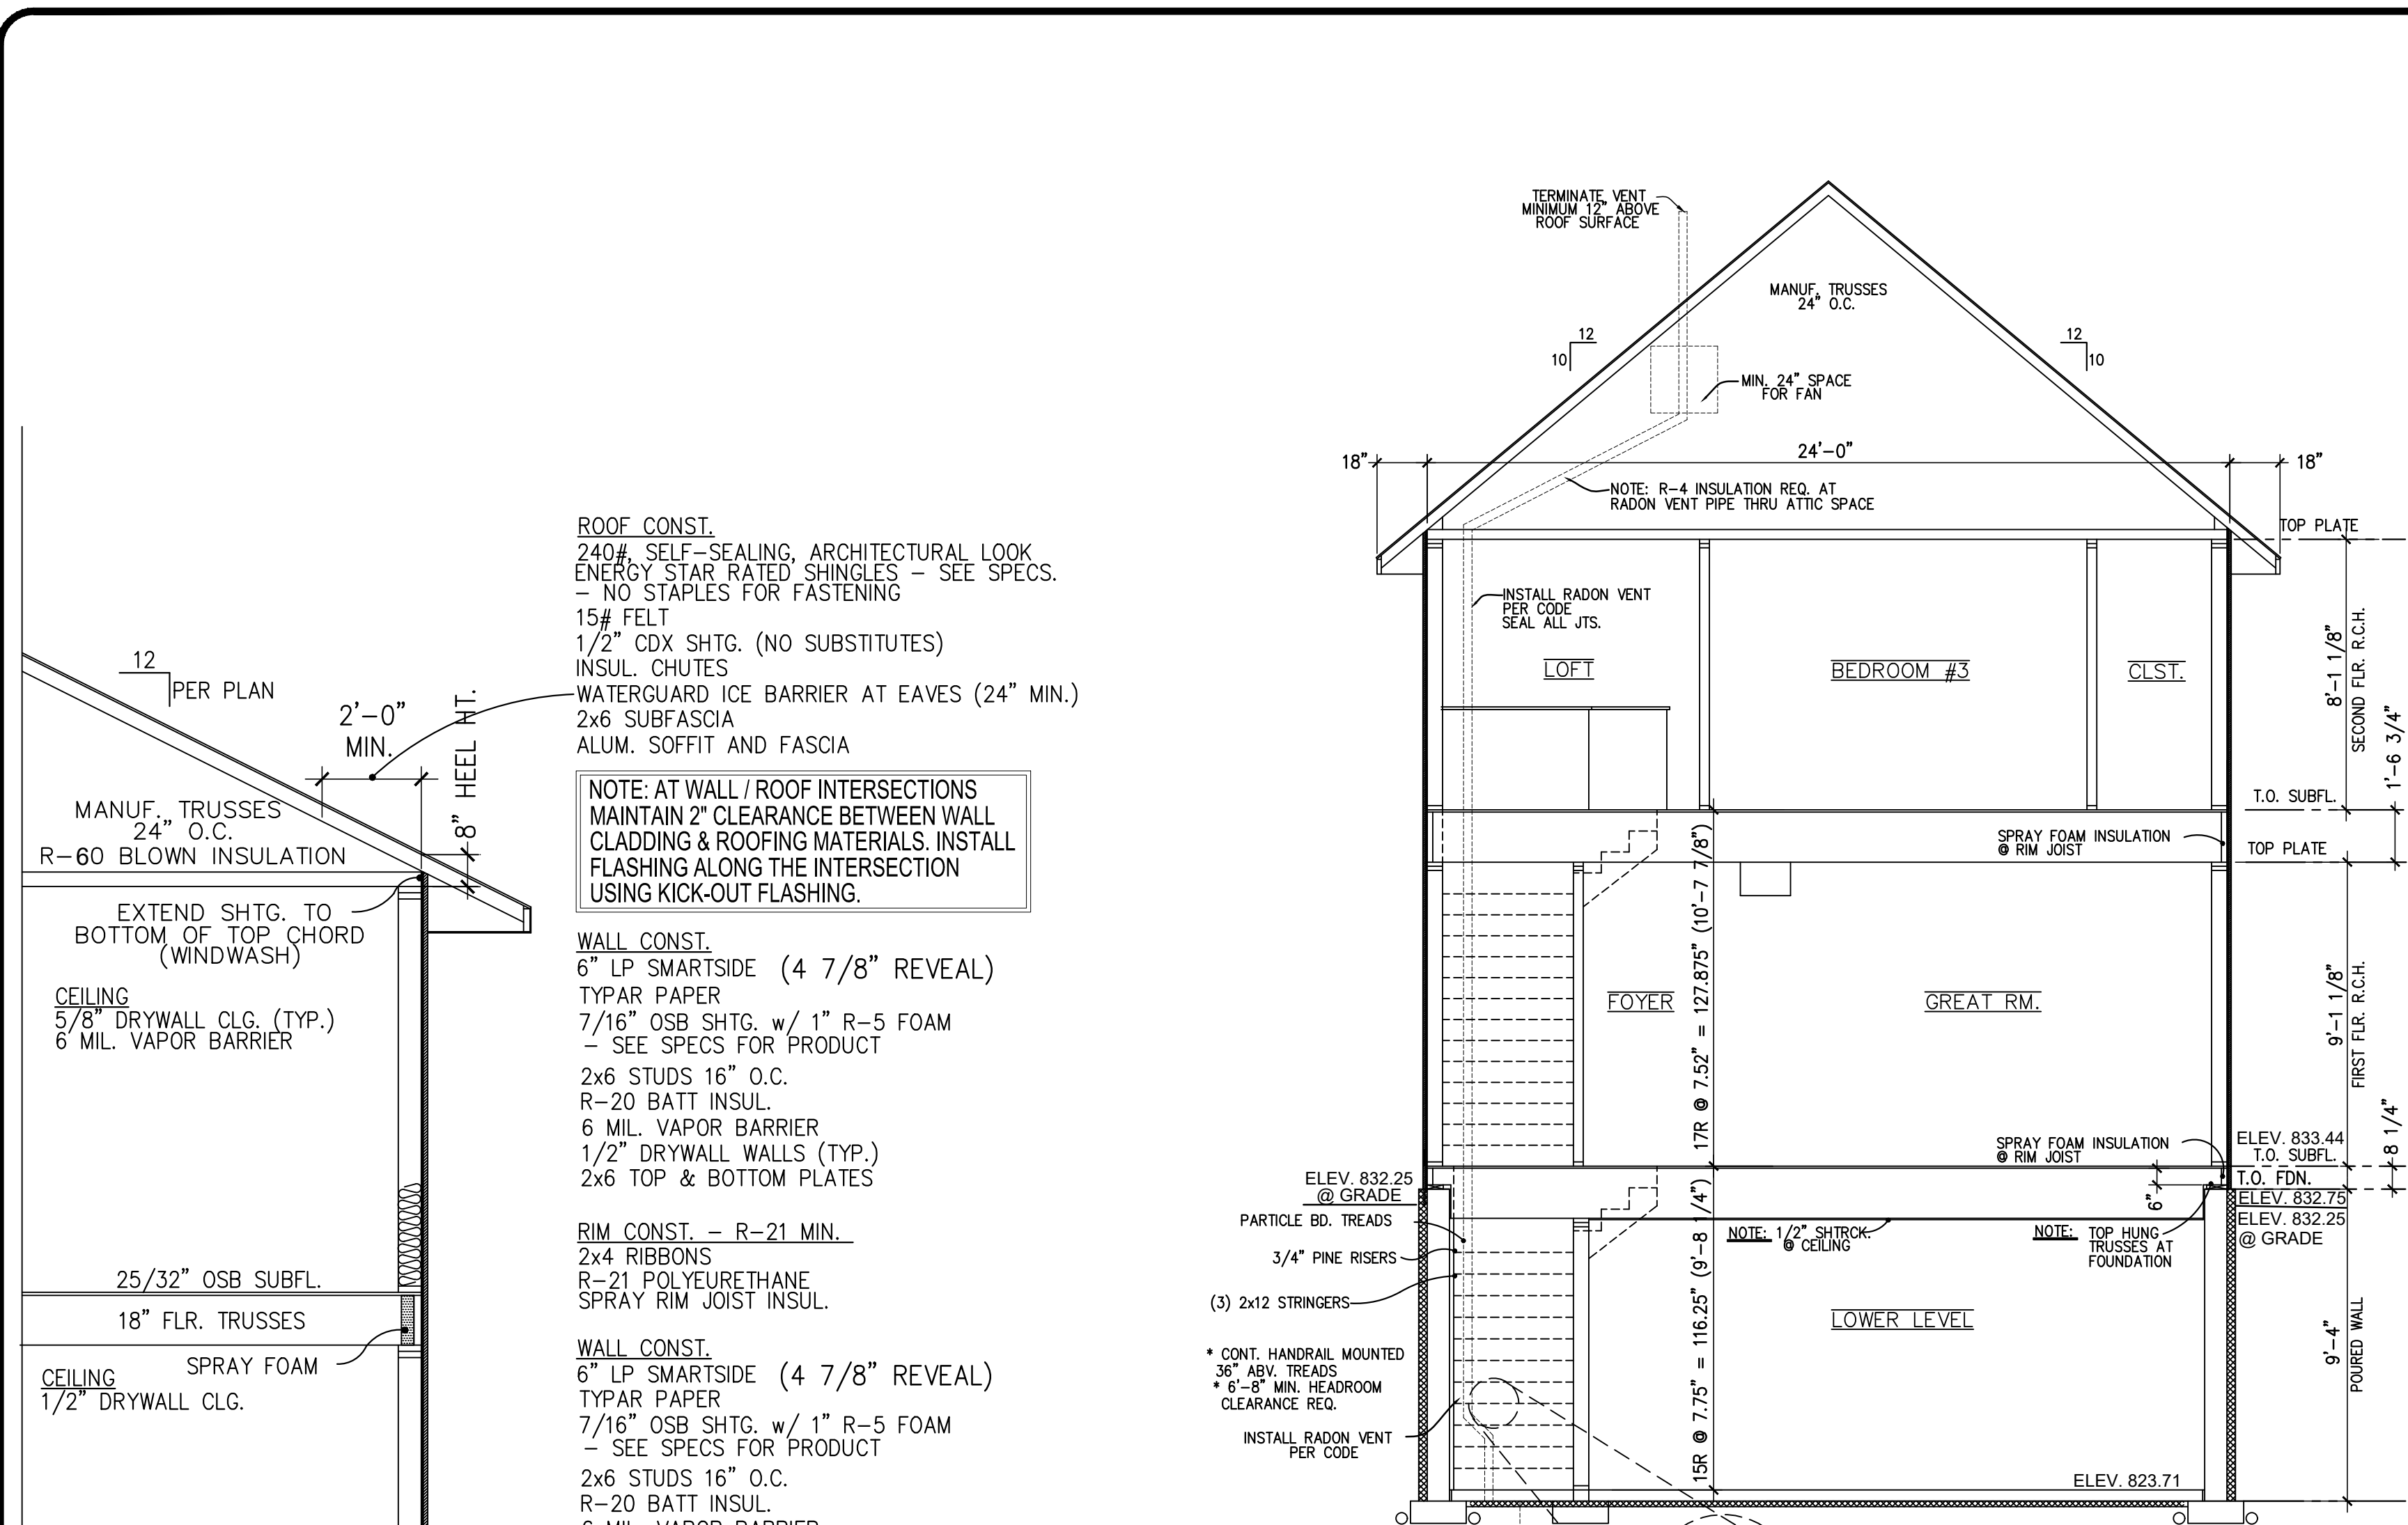 12
PER PLAN
2'-0"
MIN.
8" HEEL HT.
MANUF. TRUSSES
24" O.C.
R-60 BLOWN INSULATION
EXTEND SHTG. TO
BOTTOM OF TOP CHORD
(WINDWASH)
CEILING
5/8" DRYWALL CLG. (TYP.)
6 MIL. VAPOR BARRIER
25/32" OSB SUBFL.
18" FLR. TRUSSES
SPRAY FOAM
CEILING
1/2" DRYWALL CLG.
ROOF CONST.
240#, SELF-SEALING, ARCHITECTURAL LOOK
ENERGY STAR RATED SHINGLES - SEE SPECS.
- NO STAPLES FOR FASTENING
15# FELT
1/2" CDX SHTG. (NO SUBSTITUTES)
INSUL. CHUTES
WATERGUARD ICE BARRIER AT EAVES (24" MIN.)
2x6 SUBFASCIA
ALUM. SOFFIT AND FASCIA
NOTE: AT WALL / ROOF INTERSECTIONS
MAINTAIN 2" CLEARANCE BETWEEN WALL
CLADDING & ROOFING MATERIALS. INSTALL
FLASHING ALONG THE INTERSECTION
USING KICK-OUT FLASHING.
WALL CONST.
6" LP SMARTSIDE (4 7/8" REVEAL)
TYPAR PAPER
7/16" OSB SHTG. w/ 1" R-5 FOAM
- SEE SPECS FOR PRODUCT
2x6 STUDS 16" O.C.
R-20 BATT INSUL.
6 MIL. VAPOR BARRIER
1/2" DRYWALL WALLS (TYP.)
2x6 TOP & BOTTOM PLATES
RIM CONST. - R-21 MIN.
2x4 RIBBONS
R-21 POLYEURETHANE
SPRAY RIM JOIST INSUL.
WALL CONST.
6" LP SMARTSIDE (4 7/8" REVEAL)
TYPAR PAPER
7/16" OSB SHTG. w/ 1" R-5 FOAM
- SEE SPECS FOR PRODUCT
2x6 STUDS 16" O.C.
R-20 BATT INSUL.
6 MIL. VAPOR BARRIER
TERMINATE VENT
MINIMUM 12" ABOVE
ROOF SURFACE
MANUF. TRUSSES
24" O.C.
12
10
12
10
MIN. 24" SPACE
FOR FAN
18"
24'-0"
18"
NOTE: R-4 INSULATION REQ. AT
RADON VENT PIPE THRU ATTIC SPACE
TOP PLATE
INSTALL RADON VENT
PER CODE
SEAL ALL JTS.
LOFT
BEDROOM #3
CLST.
8'-1 1/8"
SECOND FLR. R.C.H.
1'-6 3/4"
T.O. SUBFL.
SPRAY FOAM INSULATION
@ RIM JOIST
TOP PLATE
17R @ 7.52" = 127.875" (10'-7 7/8")
FOYER
GREAT RM.
9'-1 1/8"
FIRST FLR. R.C.H.
8 1/4"
SPRAY FOAM INSULATION
@ RIM JOIST
ELEV. 833.44
T.O. SUBFL.
T.O. FDN.
ELEV. 832.75
ELEV. 832.25
@ GRADE
ELEV. 832.25
@ GRADE
6"
PARTICLE BD. TREADS
3/4" PINE RISERS
(3) 2x12 STRINGERS
NOTE: 1/2" SHTRCK.
@ CEILING
NOTE: TOP HUNG
TRUSSES AT
FOUNDATION
15R @ 7.75" = 116.25" (9'-8 1/4")
LOWER LEVEL
9'-4"
POURED WALL
* CONT. HANDRAIL MOUNTED
36" ABV. TREADS
* 6'-8" MIN. HEADROOM
CLEARANCE REQ.
INSTALL RADON VENT
PER CODE
ELEV. 823.71